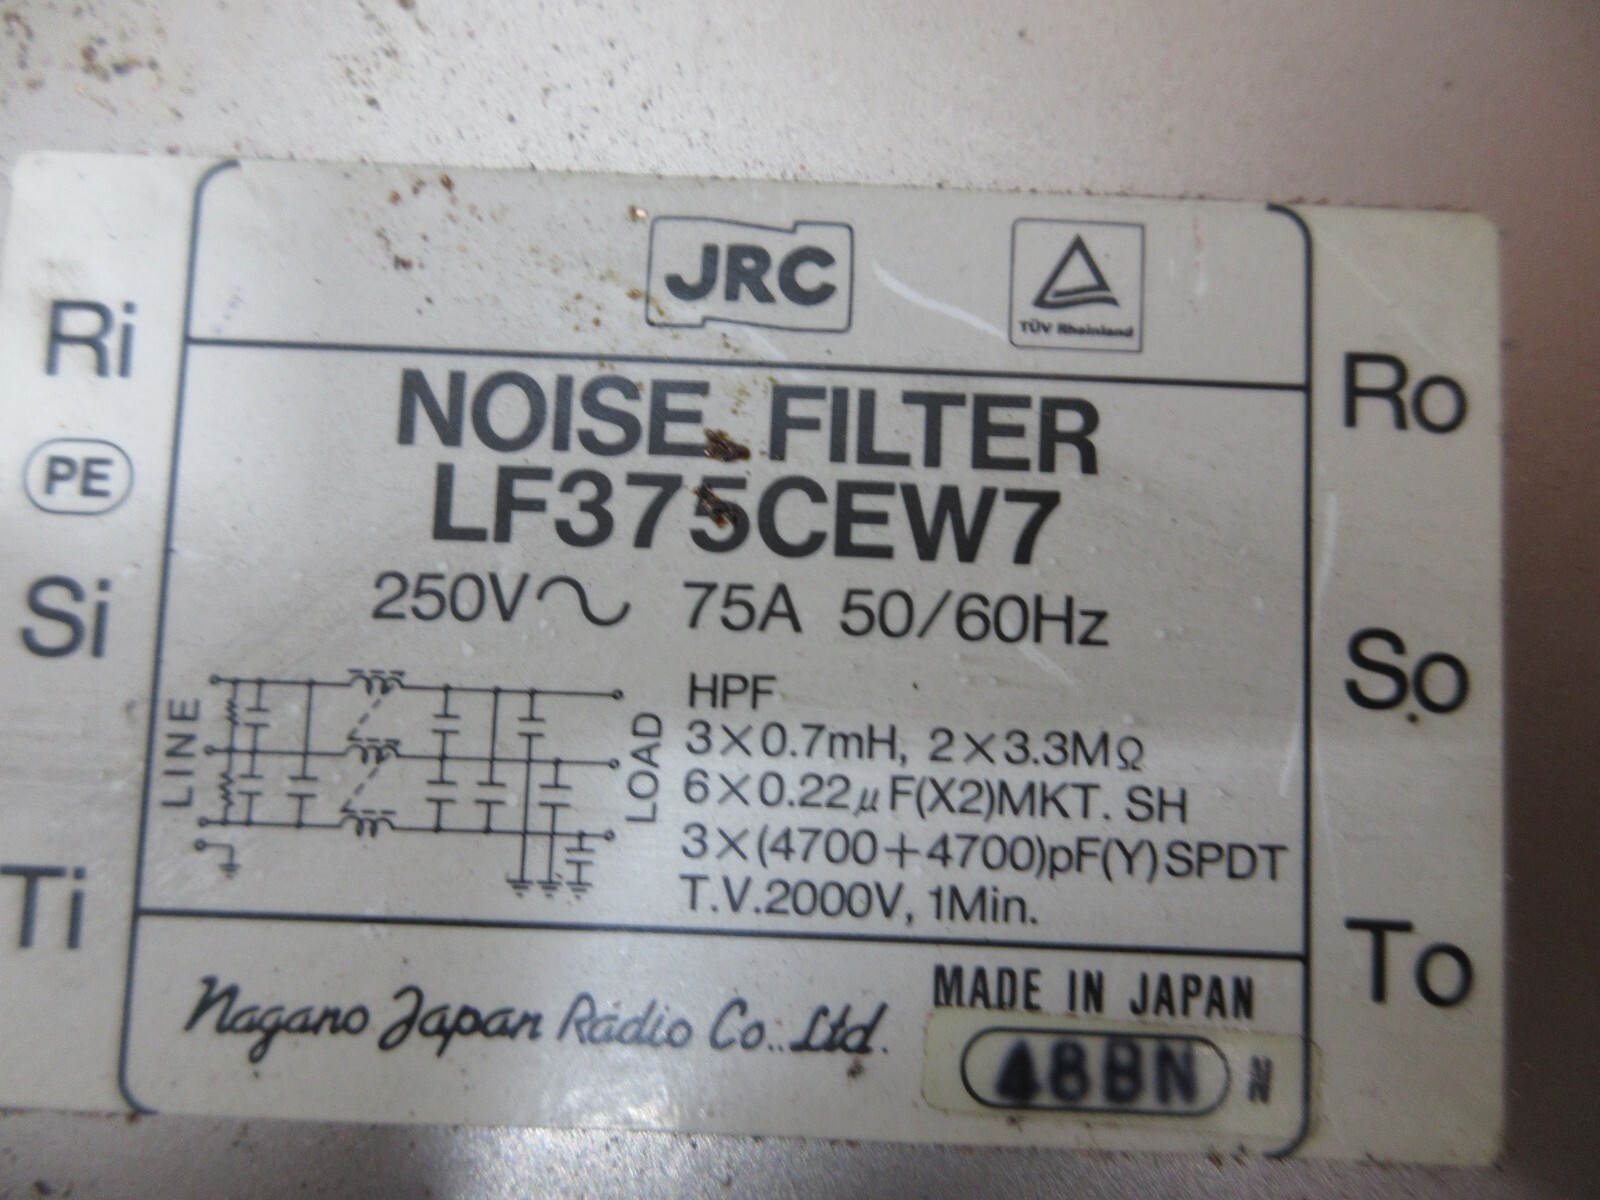 JRC
TÜV Rheinland
Ri
PE
Si
Ti
NOISE FILTER
LF375CEW7
250V∿ 75A 50/60Hz
LINE
LOAD
HPF
3×0.7mH, 2×3.3MΩ
6×0.22μF(X2)MKT. SH
3×(4700+4700)pF(Y)SPDT
T.V.2000V, 1Min.
Nagano Japan Radio Co., Ltd.
MADE IN JAPAN
48BN
Ro
So
To